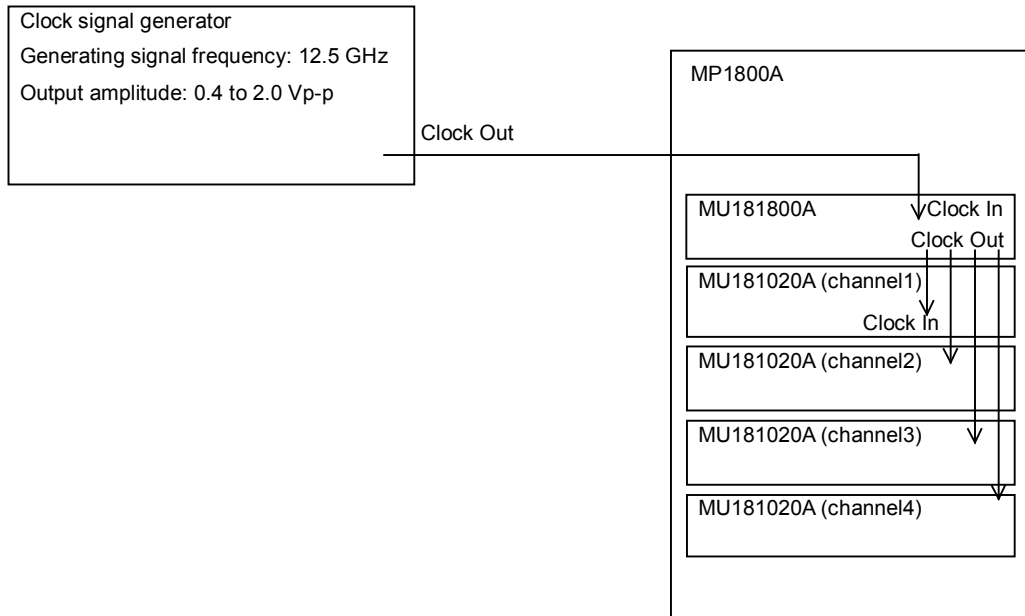 Clock signal generator
Generating signal frequency: 12.5 GHz
Output amplitude: 0.4 to 2.0 Vp-p
Clock Out
MP1800A
MU181800A
Clock In
Clock Out
MU181020A (channel1)
Clock In
MU181020A (channel2)
MU181020A (channel3)
MU181020A (channel4)